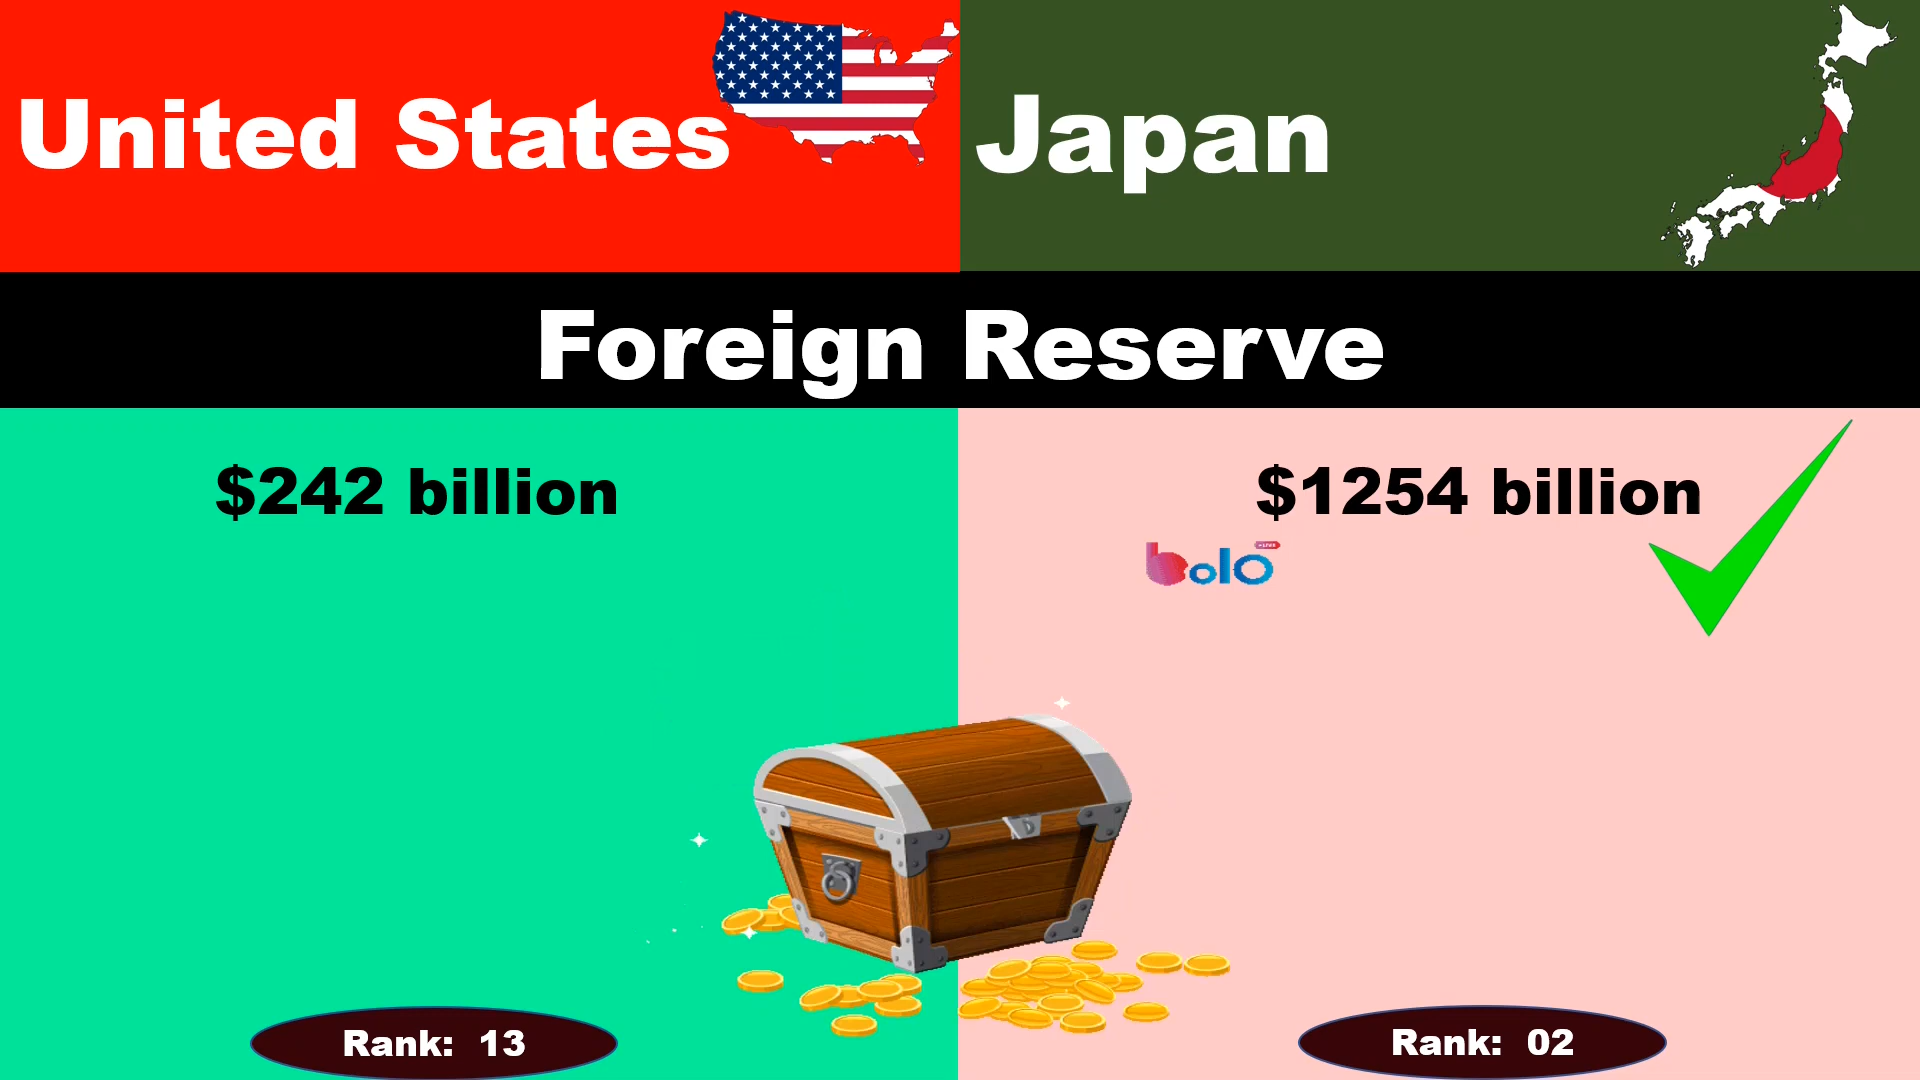 United States
Japan
Foreign Reserve
$242 billion
$1254 billion
bolo
Rank: 13
Rank: 02